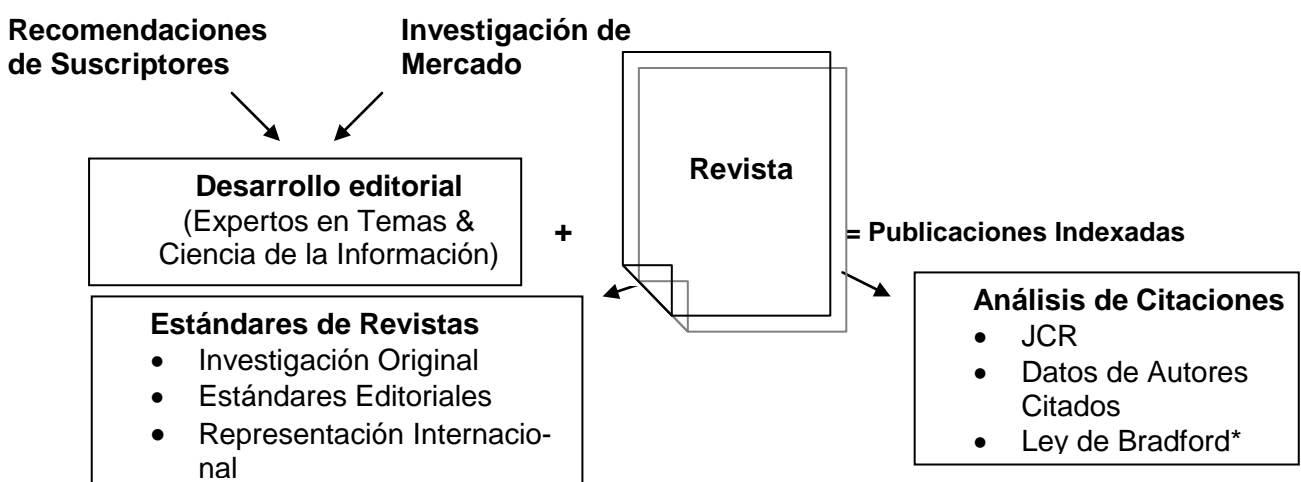 Recomendaciones
de Suscriptores
Investigación de
Mercado
Desarrollo editorial
(Expertos en Temas &
Ciencia de la Información)
+
Revista
= Publicaciones Indexadas
Estándares de Revistas
• Investigación Original
• Estándares Editoriales
• Representación Internacio-
nal
Análisis de Citaciones
• JCR
• Datos de Autores
Citados
• Ley de Bradford*